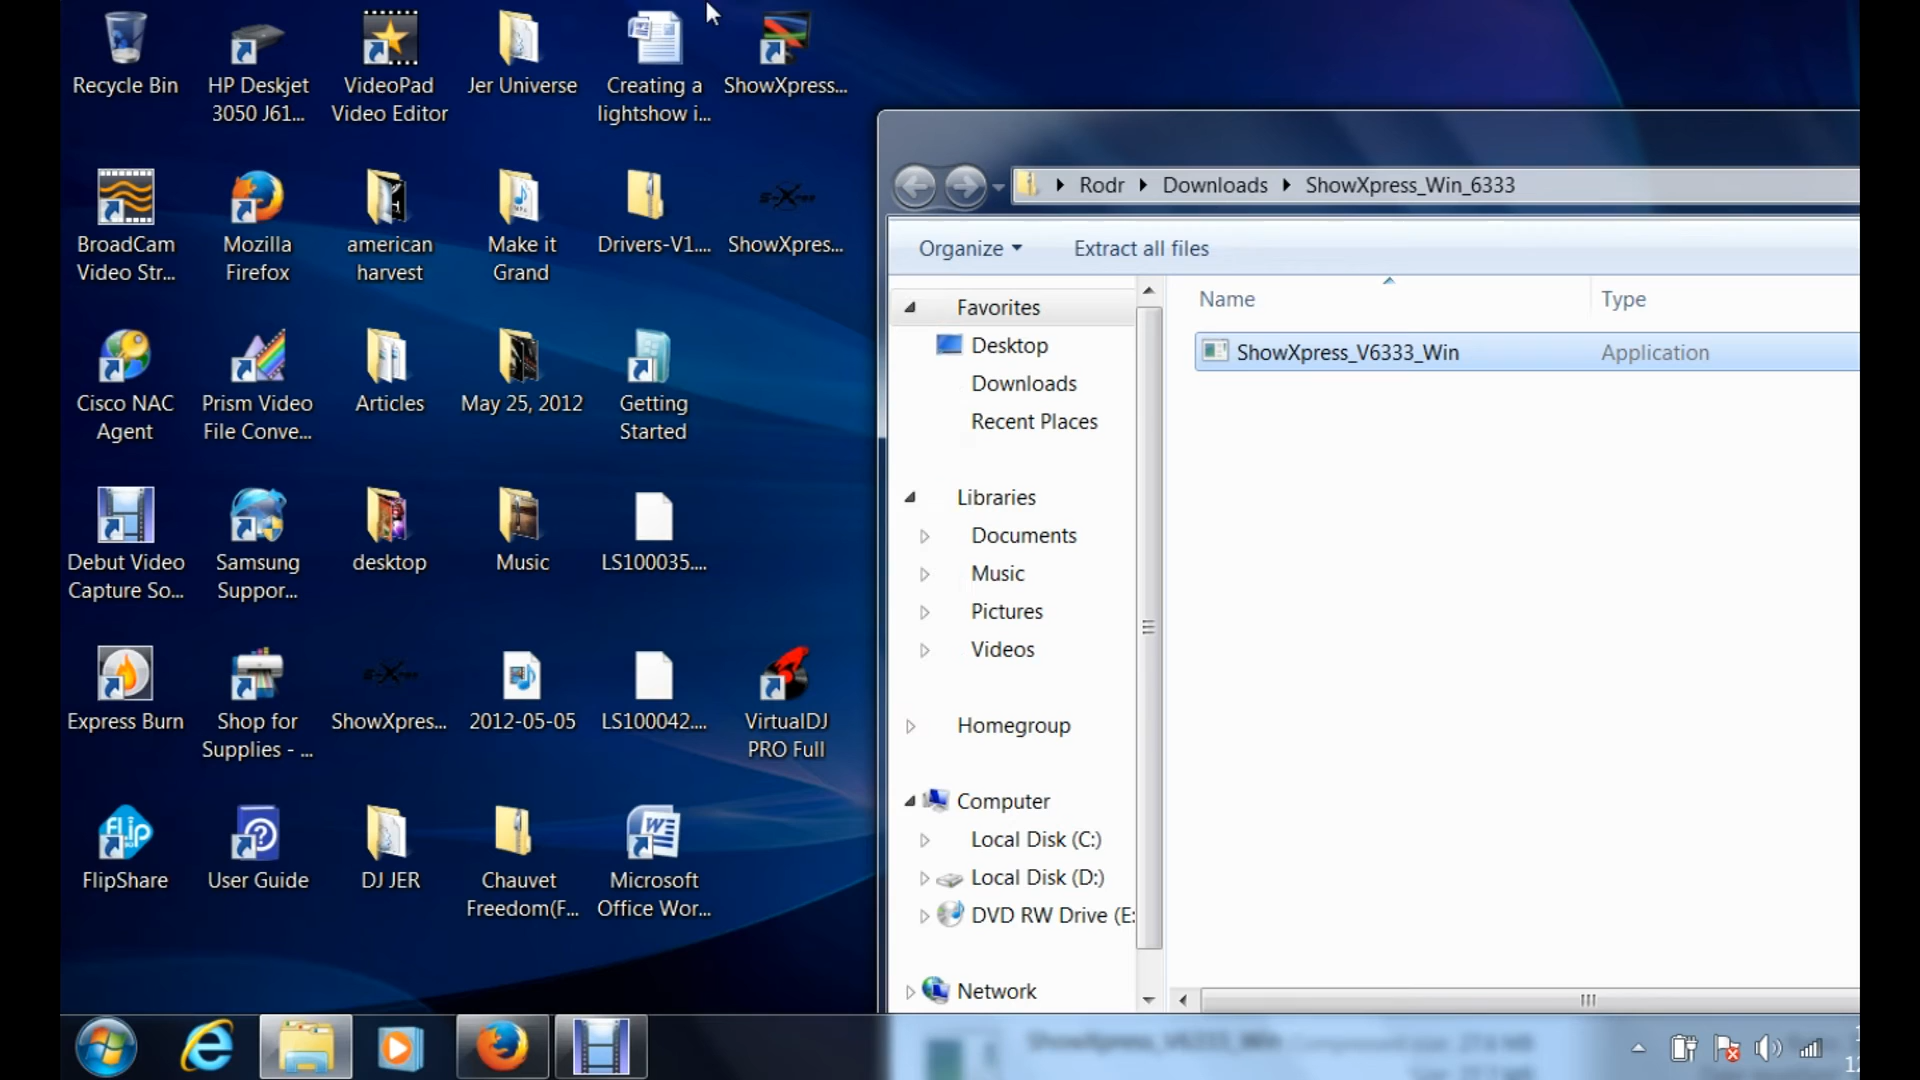 Recycle Bin
HP Deskjet
3050 J61...
VideoPad
Video Editor
Jer Universe
Creating a
lightshow i...
ShowXpress...
BroadCam
Video Str...
Mozilla
Firefox
american
harvest
Make it
Grand
Drivers-V1....
ShowXpres...
Cisco NAC
Agent
Prism Video
File Conve...
Articles
May 25, 2012
Getting
Started
Debut Video
Capture So...
Samsung
Suppor...
desktop
Music
LS100035....
Express Burn
Shop for
Supplies - ...
ShowXpres...
2012-05-05
LS100042....
VirtualDJ
PRO Full
FlipShare
User Guide
DJ JER
Chauvet
Freedom(F...
Microsoft
Office Wor...
Rodr
Downloads
ShowXpress_Win_6333
Organize
Extract all files
Name
Type
ShowXpress_V6333_Win
Application
Favorites
Desktop
Downloads
Recent Places
Libraries
Documents
Music
Pictures
Videos
Homegroup
Computer
Local Disk (C:)
Local Disk (D:)
DVD RW Drive (E:
Network
ShowXpress_V6333_Win